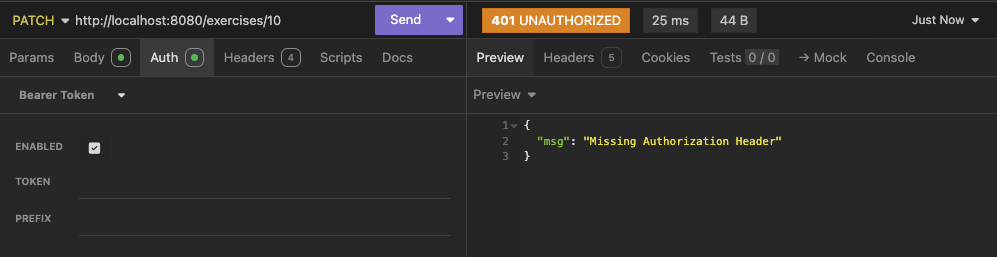 PATCH http://localhost:8080/exercises/10 Send 401 UNAUTHORIZED 25 ms 44 B Just Now
Params Body Auth Headers 4 Scripts Docs Preview Headers 5 Cookies Tests 0 / 0 → Mock Console
Bearer Token Preview
ENABLED
TOKEN
PREFIX
1 {
2 "msg": "Missing Authorization Header"
3 }